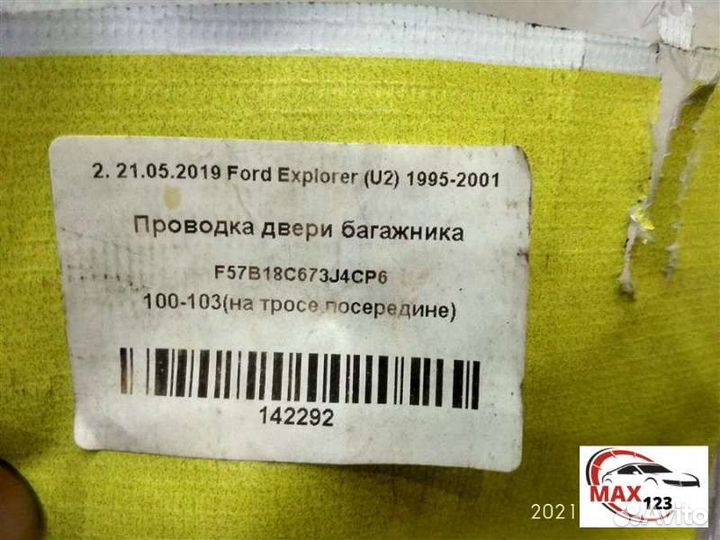 2. 21.05.2019 Ford Explorer (U2) 1995-2001
Проводка двери багажника
F57B18C673J4CP6
100-103(на тросе посередине)
142292
MAX
123
2021
Avito